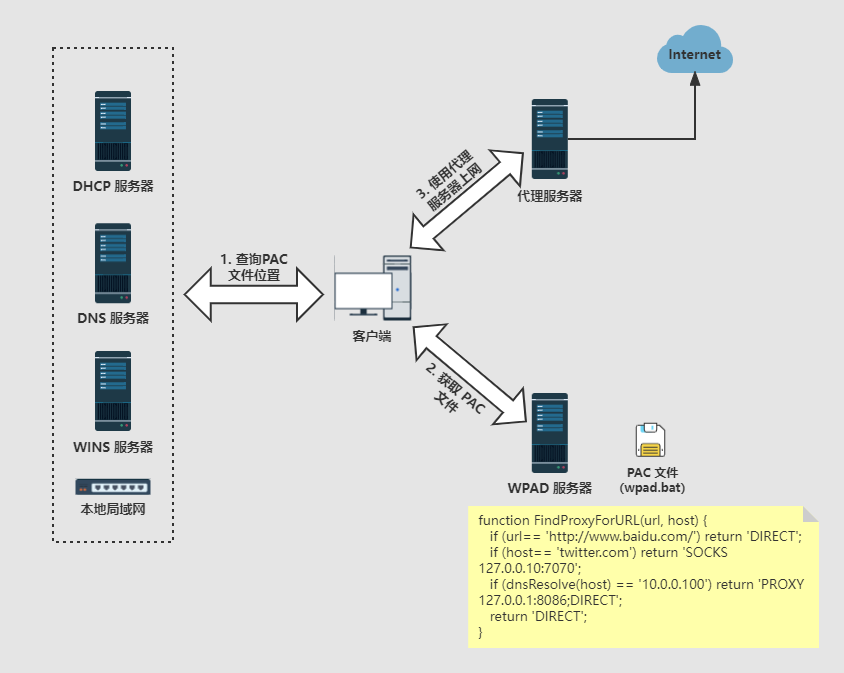 Internet
DHCP 服务器
3. 使用代理
服务器上网
代理服务器
DNS 服务器
1. 查询PAC
文件位置
客户端
2. 获取 PAC
文件
WINS 服务器
本地局域网
WPAD 服务器
PAC 文件
(wpad.bat)
function FindProxyForURL(url, host) {
if (url== 'http://www.baidu.com/') return 'DIRECT';
if (host== 'twitter.com') return 'SOCKS
127.0.0.10:7070';
if (dnsResolve(host) == '10.0.0.100') return 'PROXY
127.0.0.1:8086;DIRECT';
return 'DIRECT';
}